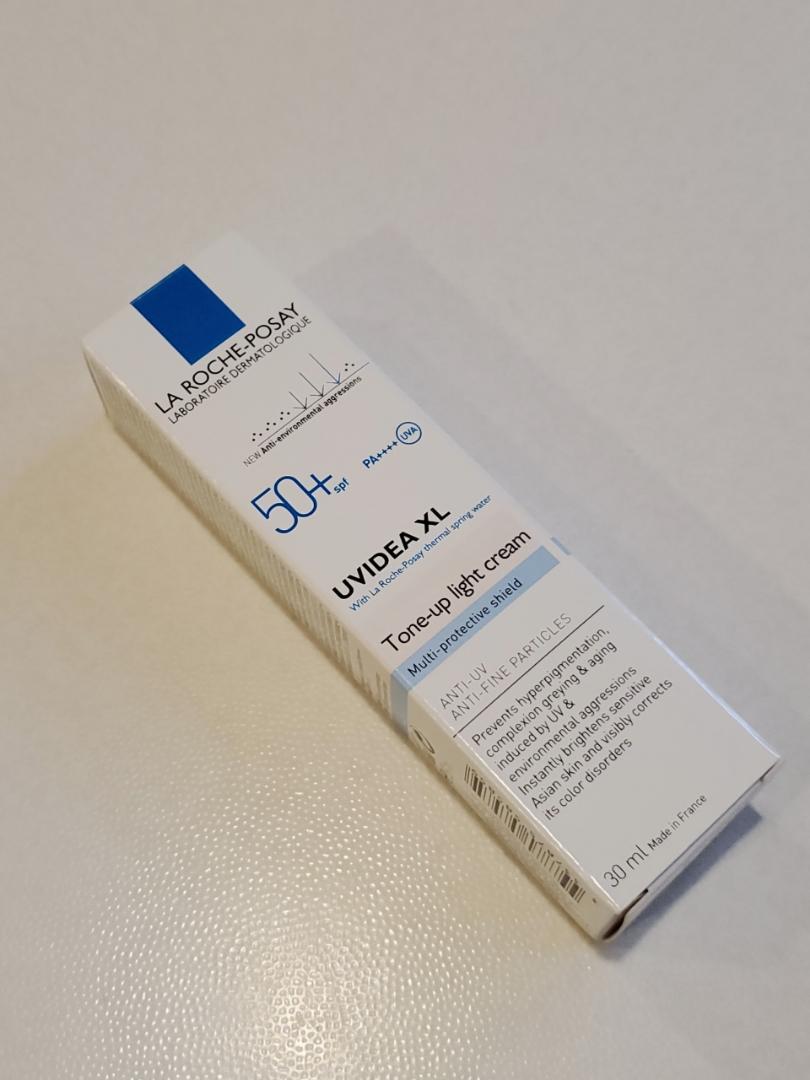 LA ROCHE-POSAY
LABORATOIRE DERMATOLOGIQUE
NEW Anti-environmental aggressions
50+ spf
PA++++ UVA
UVIDEA XL
With La Roche-Posay thermal spring water
Tone-up light cream
Multi-protective shield
ANTI-UV
ANTI-FINE PARTICLES
Prevents hyperpigmentation,
complexion greying & aging
induced by UV &
environmental aggressions
Instantly brightens sensitive
Asian skin and visibly corrects
its color disorders
30 ml Made in France